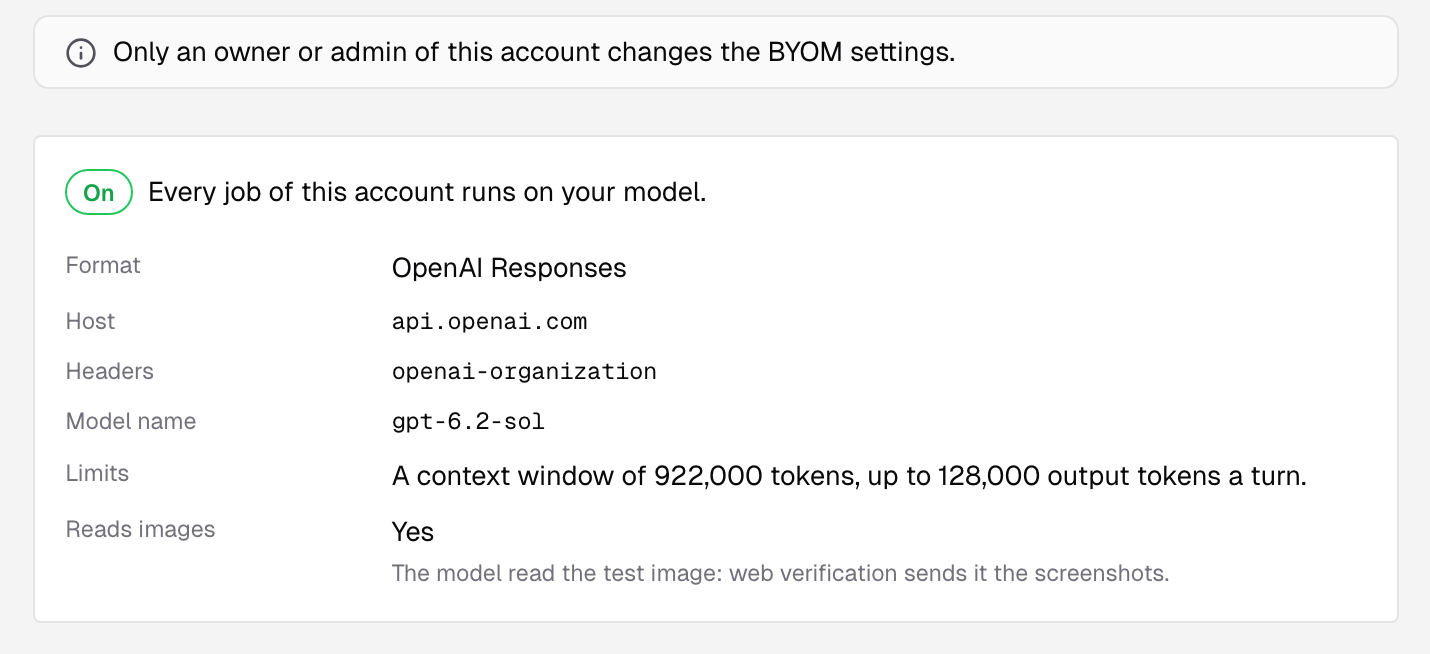 Only an owner or admin of this account changes the BYOM settings.
On Every job of this account runs on your model.
Format OpenAI Responses
Host api.openai.com
Headers openai-organization
Model name gpt-6.2-sol
Limits A context window of 922,000 tokens, up to 128,000 output tokens a turn.
Reads images Yes
The model read the test image: web verification sends it the screenshots.